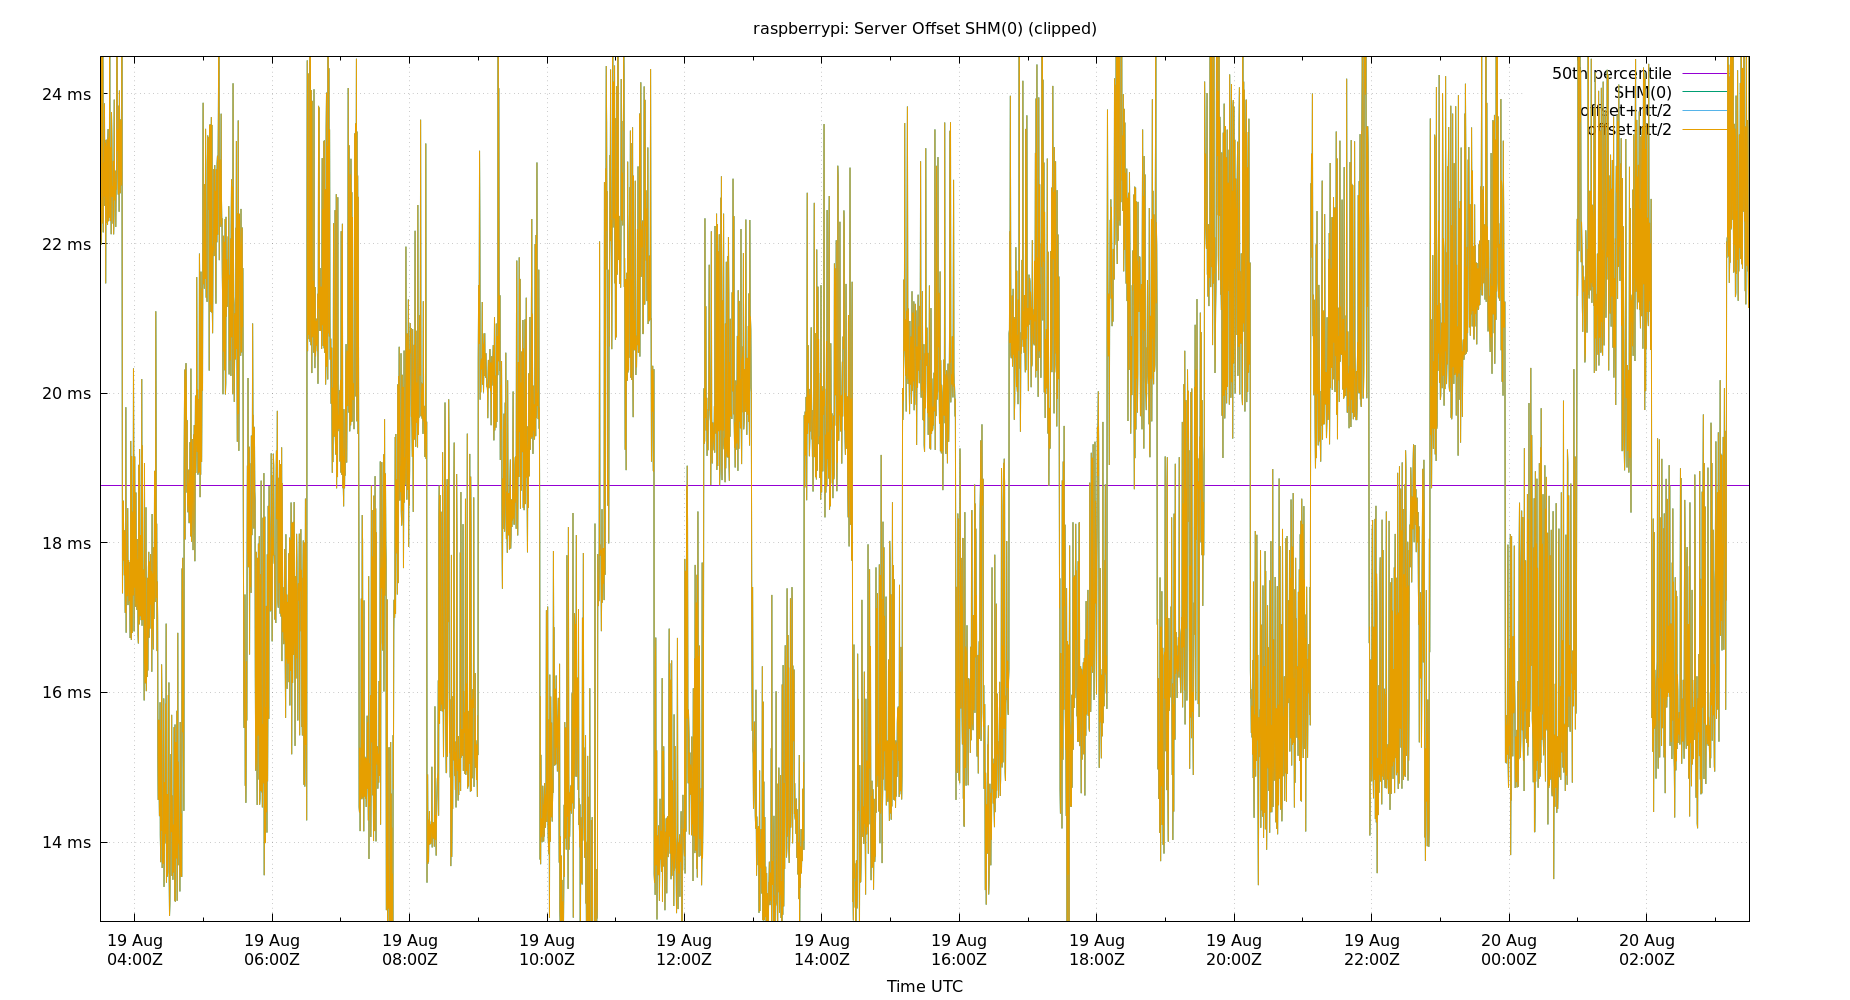 raspberrypi: Server Offset SHM(0) (clipped)
50th percentile
SHM(0)
offset+rtt/2
offset-rtt/2
24 ms
22 ms
20 ms
18 ms
16 ms
14 ms
19 Aug 19 Aug 19 Aug 19 Aug 19 Aug 19 Aug 19 Aug 19 Aug 19 Aug 19 Aug 20 Aug 20 Aug
04:00Z 06:00Z 08:00Z 10:00Z 12:00Z 14:00Z 16:00Z 18:00Z 20:00Z 22:00Z 00:00Z 02:00Z
Time UTC